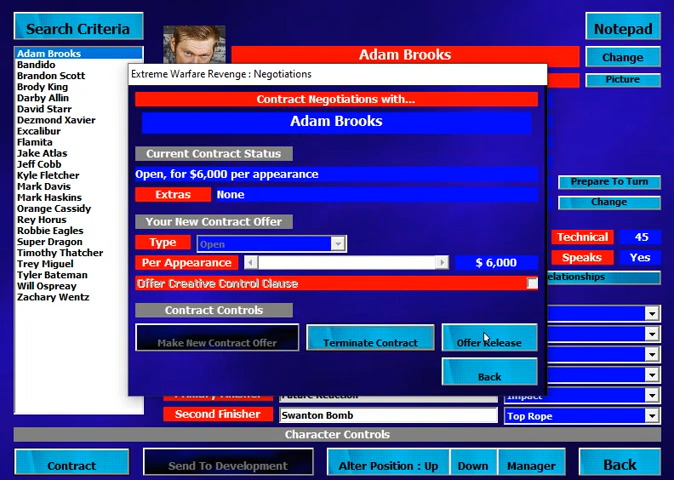 Search Criteria
Notepad
Adam Brooks
Change
Picture
Adam Brooks
Bandido
Brandon Scott
Brody King
Darby Allin
David Starr
Dezmond Xavier
Excalibur
Flamita
Jake Atlas
Jeff Cobb
Kyle Fletcher
Mark Davis
Mark Haskins
Orange Cassidy
Rey Horus
Robbie Eagles
Super Dragon
Timothy Thatcher
Trey Miguel
Tyler Bateman
Will Ospreay
Zachary Wentz
Extreme Warfare Revenge : Negotiations
Contract Negotiations with...
Adam Brooks
Current Contract Status
Open, for $6,000 per appearance
Extras None
Your New Contract Offer
Type Open
Per Appearance $ 6,000
Offer Creative Control Clause
Contract Controls
Make New Contract Offer Terminate Contract Offer Release
Back
Prepare To Turn
Change
Technical 45
Speaks Yes
elationships
Primary Finisher Future Reaction Impact
Second Finisher Swanton Bomb Top Rope
Character Controls
Contract Send To Development Alter Position : Up Down Manager Back